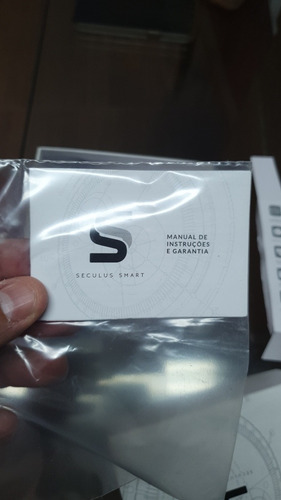 SECULUS SMART
MANUAL DE
INSTRUÇÕES
E GARANTIA